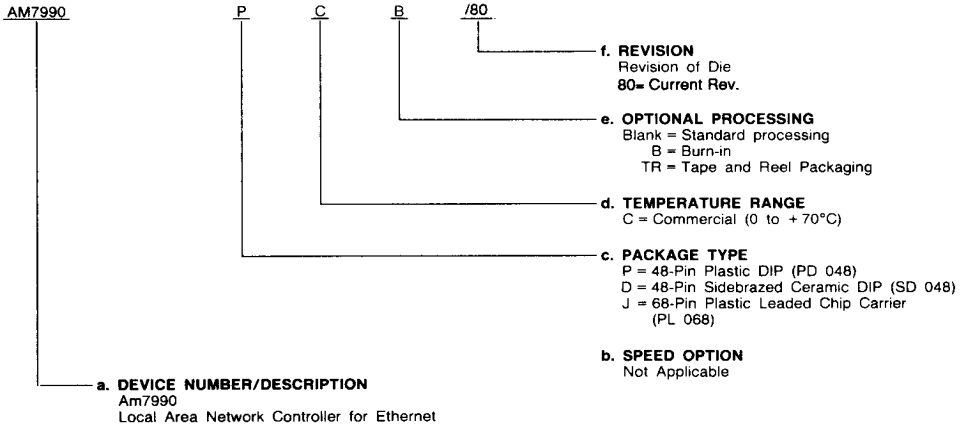 AM7990 P C B /80
f. REVISION
Revision of Die
80= Current Rev.
e. OPTIONAL PROCESSING
Blank = Standard processing
B = Burn-in
TR = Tape and Reel Packaging
d. TEMPERATURE RANGE
C = Commercial (0 to +70°C)
c. PACKAGE TYPE
P = 48-Pin Plastic DIP (PD 048)
D = 48-Pin Sidebrazed Ceramic DIP (SD 048)
J = 68-Pin Plastic Leaded Chip Carrier
(PL 068)
b. SPEED OPTION
Not Applicable
a. DEVICE NUMBER/DESCRIPTION
Am7990
Local Area Network Controller for Ethernet